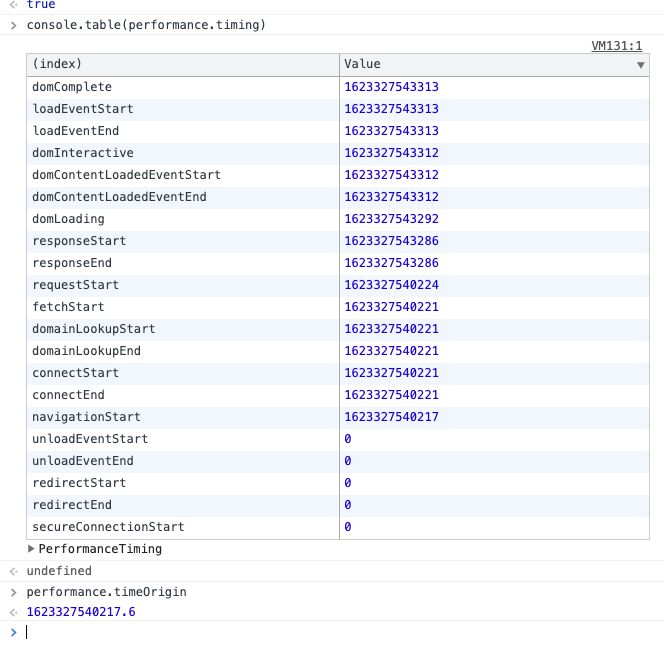 true
console.table(performance.timing)
VM131:1
(index) Value
domComplete 1623327543313
loadEventStart 1623327543313
loadEventEnd 1623327543313
domInteractive 1623327543312
domContentLoadedEventStart 1623327543312
domContentLoadedEventEnd 1623327543312
domLoading 1623327543292
responseStart 1623327543286
responseEnd 1623327543286
requestStart 1623327540224
fetchStart 1623327540221
domainLookupStart 1623327540221
domainLookupEnd 1623327540221
connectStart 1623327540221
connectEnd 1623327540221
navigationStart 1623327540217
unloadEventStart 0
unloadEventEnd 0
redirectStart 0
redirectEnd 0
secureConnectionStart 0
PerformanceTiming
undefined
performance.timeOrigin
1623327540217.6